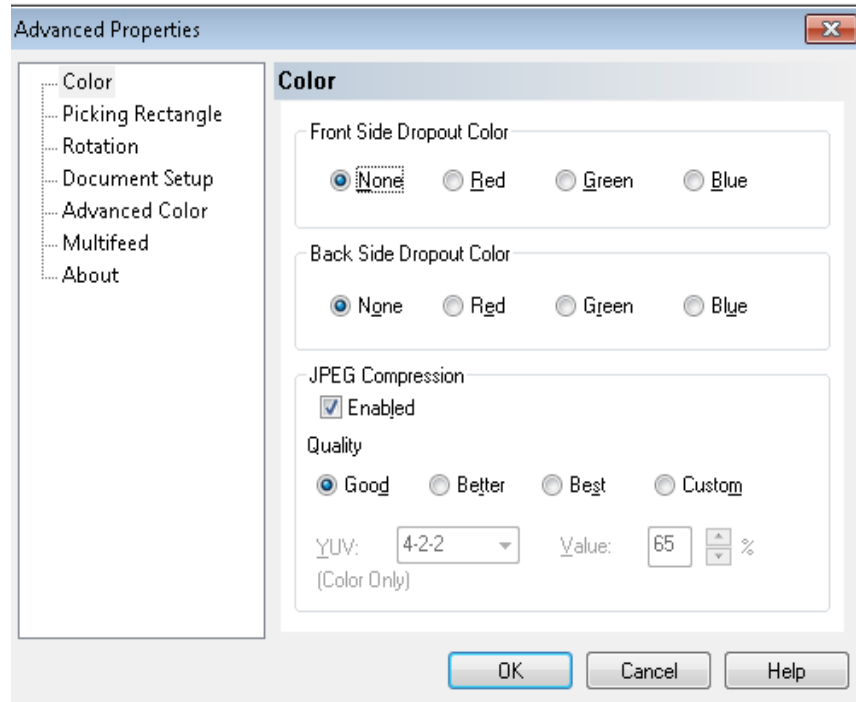 Advanced Properties
Color
Picking Rectangle
Rotation
Document Setup
Advanced Color
Multifeed
About
Color
Front Side Dropout Color
None Red Green Blue
Back Side Dropout Color
None Red Green Blue
JPEG Compression
Enabled
Quality
Good Better Best Custom
YUV: 4-2-2 Value: 65 %
(Color Only)
OK Cancel Help